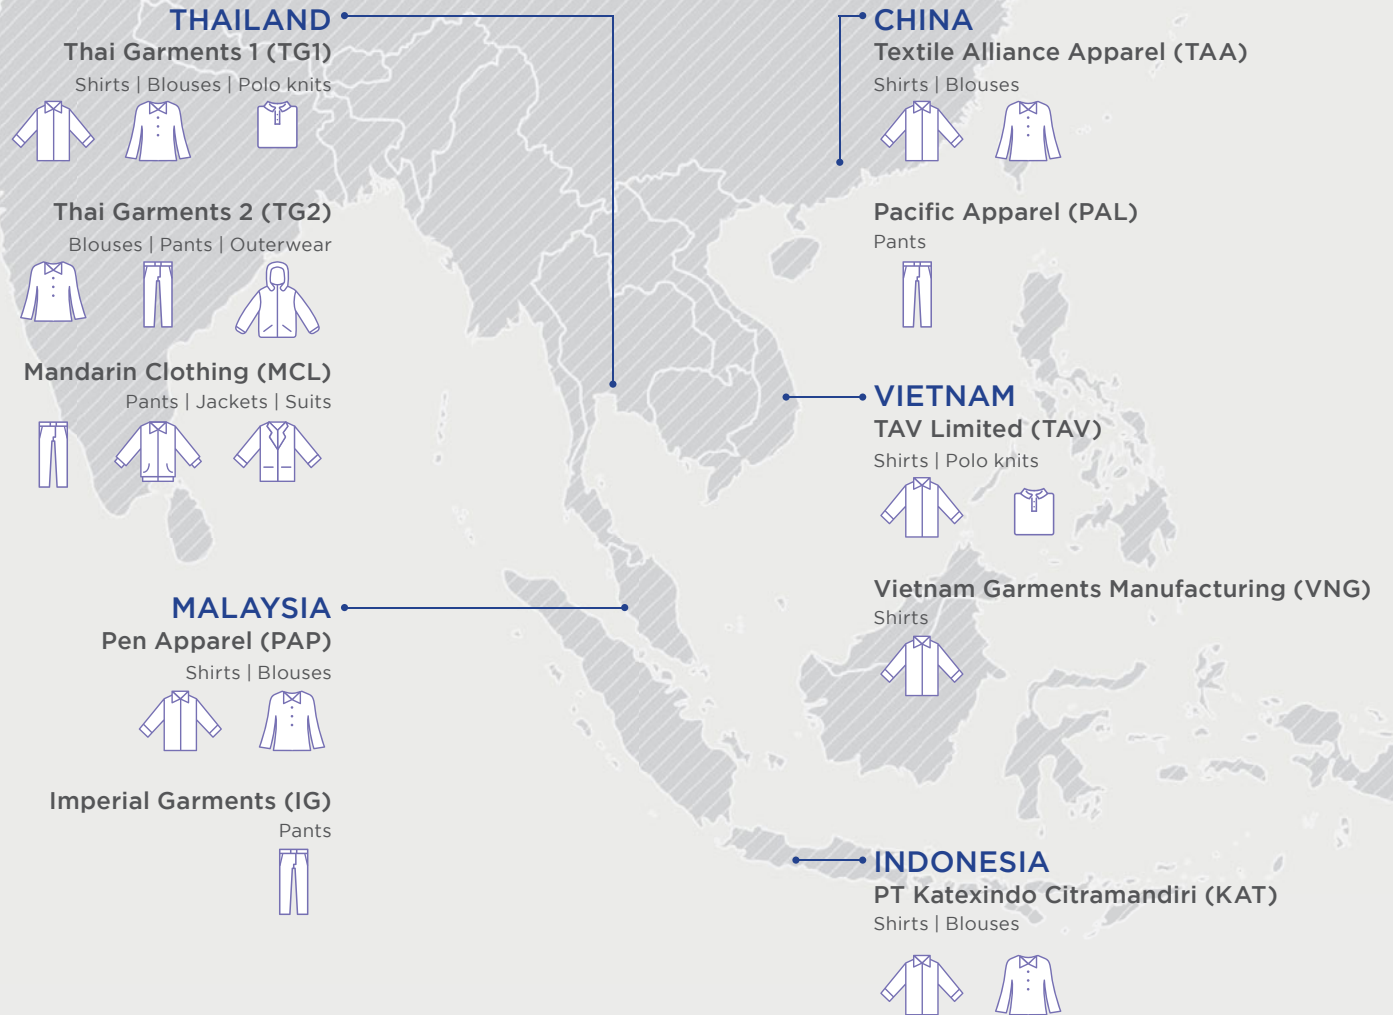 THAILAND
Thai Garments 1 (TG1)
Shirts | Blouses | Polo knits
Thai Garments 2 (TG2)
Blouses | Pants | Outerwear
Mandarin Clothing (MCL)
Pants | Jackets | Suits
MALAYSIA
Pen Apparel (PAP)
Shirts | Blouses
Imperial Garments (IG)
Pants
CHINA
Textile Alliance Apparel (TAA)
Shirts | Blouses
Pacific Apparel (PAL)
Pants
VIETNAM
TAV Limited (TAV)
Shirts | Polo knits
Vietnam Garments Manufacturing (VNG)
Shirts
INDONESIA
PT Katexindo Citramandiri (KAT)
Shirts | Blouses